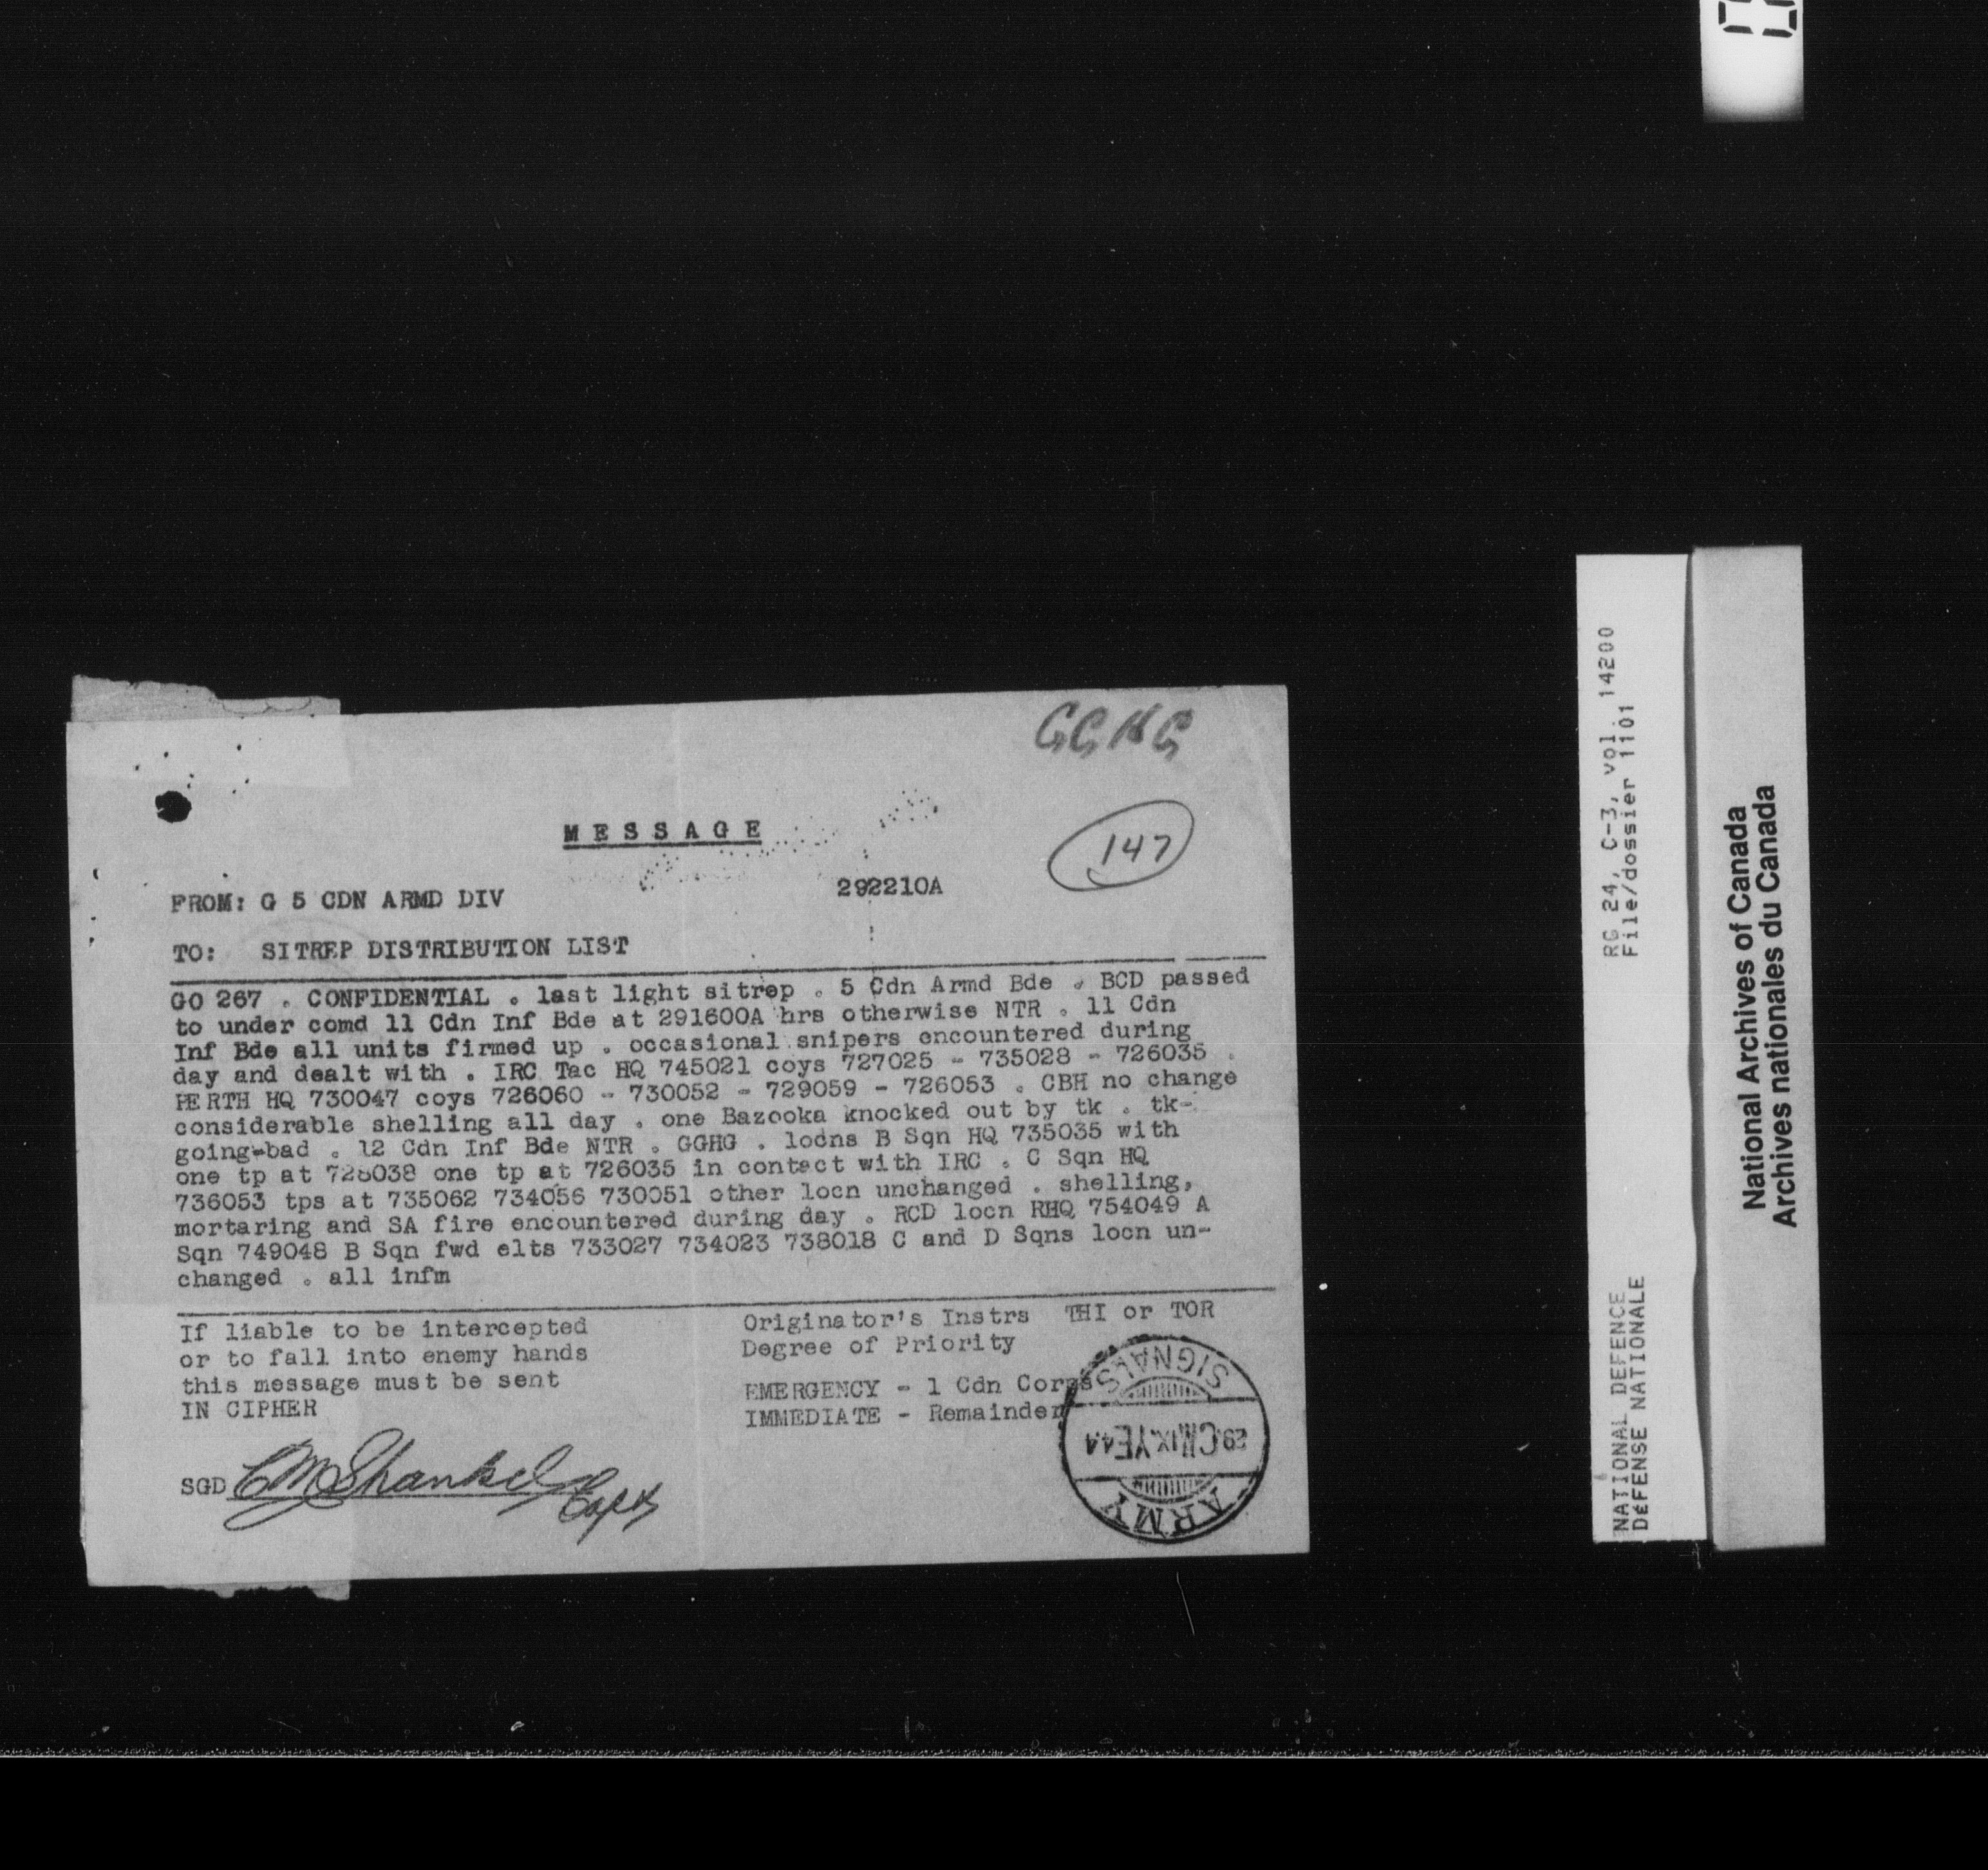 GGHG
147
MESSAGE
FROM: G 5 CDN ARMD DIV 292210A
TO: SITREP DISTRIBUTION LIST
GO 267 . CONFIDENTIAL . last light sitrep . 5 Cdn Armd Bde . BCD passed
to under comd 11 Cdn Inf Bde at 291600A hrs otherwise NTR . 11 Cdn
Inf Bde all units firmed up . occasional snipers encountered during
day and dealt with . IRC Tac HQ 745021 coys 727025 - 735028 - 726035 .
PERTH HQ 730047 coys 726060 - 730052 - 729059 - 726053 . CBH no change
considerable shelling all day . one Bazooka knocked out by tk . tk-
going-bad . 12 Cdn Inf Bde NTR . GGHG . locns B Sqn HQ 735035 with
one tp at 728038 one tp at 726035 in contact with IRC . C Sqn HQ
736053 tps at 735062 734056 730051 other locn unchanged . shelling,
mortaring and SA fire encountered during day . RCD locn RHQ 754049 A
Sqn 749048 B Sqn fwd elts 733027 734023 738018 C and D Sqns locn un-
changed . all infm
If liable to be intercepted
or to fall into enemy hands
this message must be sent
IN CIPHER
SGD CM Shankel Capt
Originator's Instrs THI or TOR
Degree of Priority
EMERGENCY - 1 Cdn Corps
IMMEDIATE - Remainder
ARMY
SIGNALS
RG 24, C-3, vol. 14200
File/dossier 1101
NATIONAL DEFENCE
DéFENSE NATIONALE
National Archives of Canada
Archives nationales du Canada